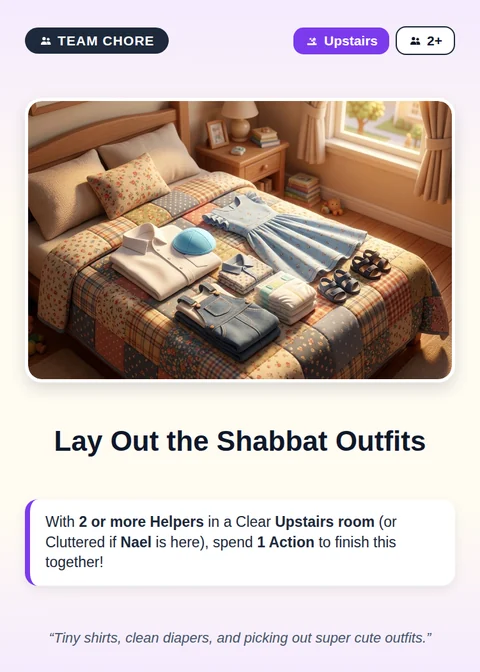 TEAM CHORE
Upstairs
2+
Lay Out the Shabbat Outfits
With 2 or more Helpers in a Clear Upstairs room (or
Cluttered if Nael is here), spend 1 Action to finish this
together!
“Tiny shirts, clean diapers, and picking out super cute outfits.”